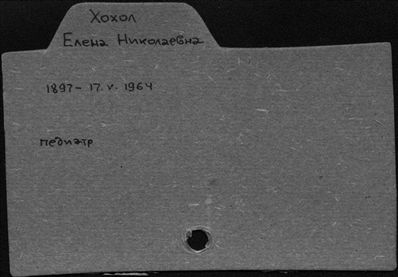 Хохол
Елена Николаевна
1897 - 17.V.1964
педиатр